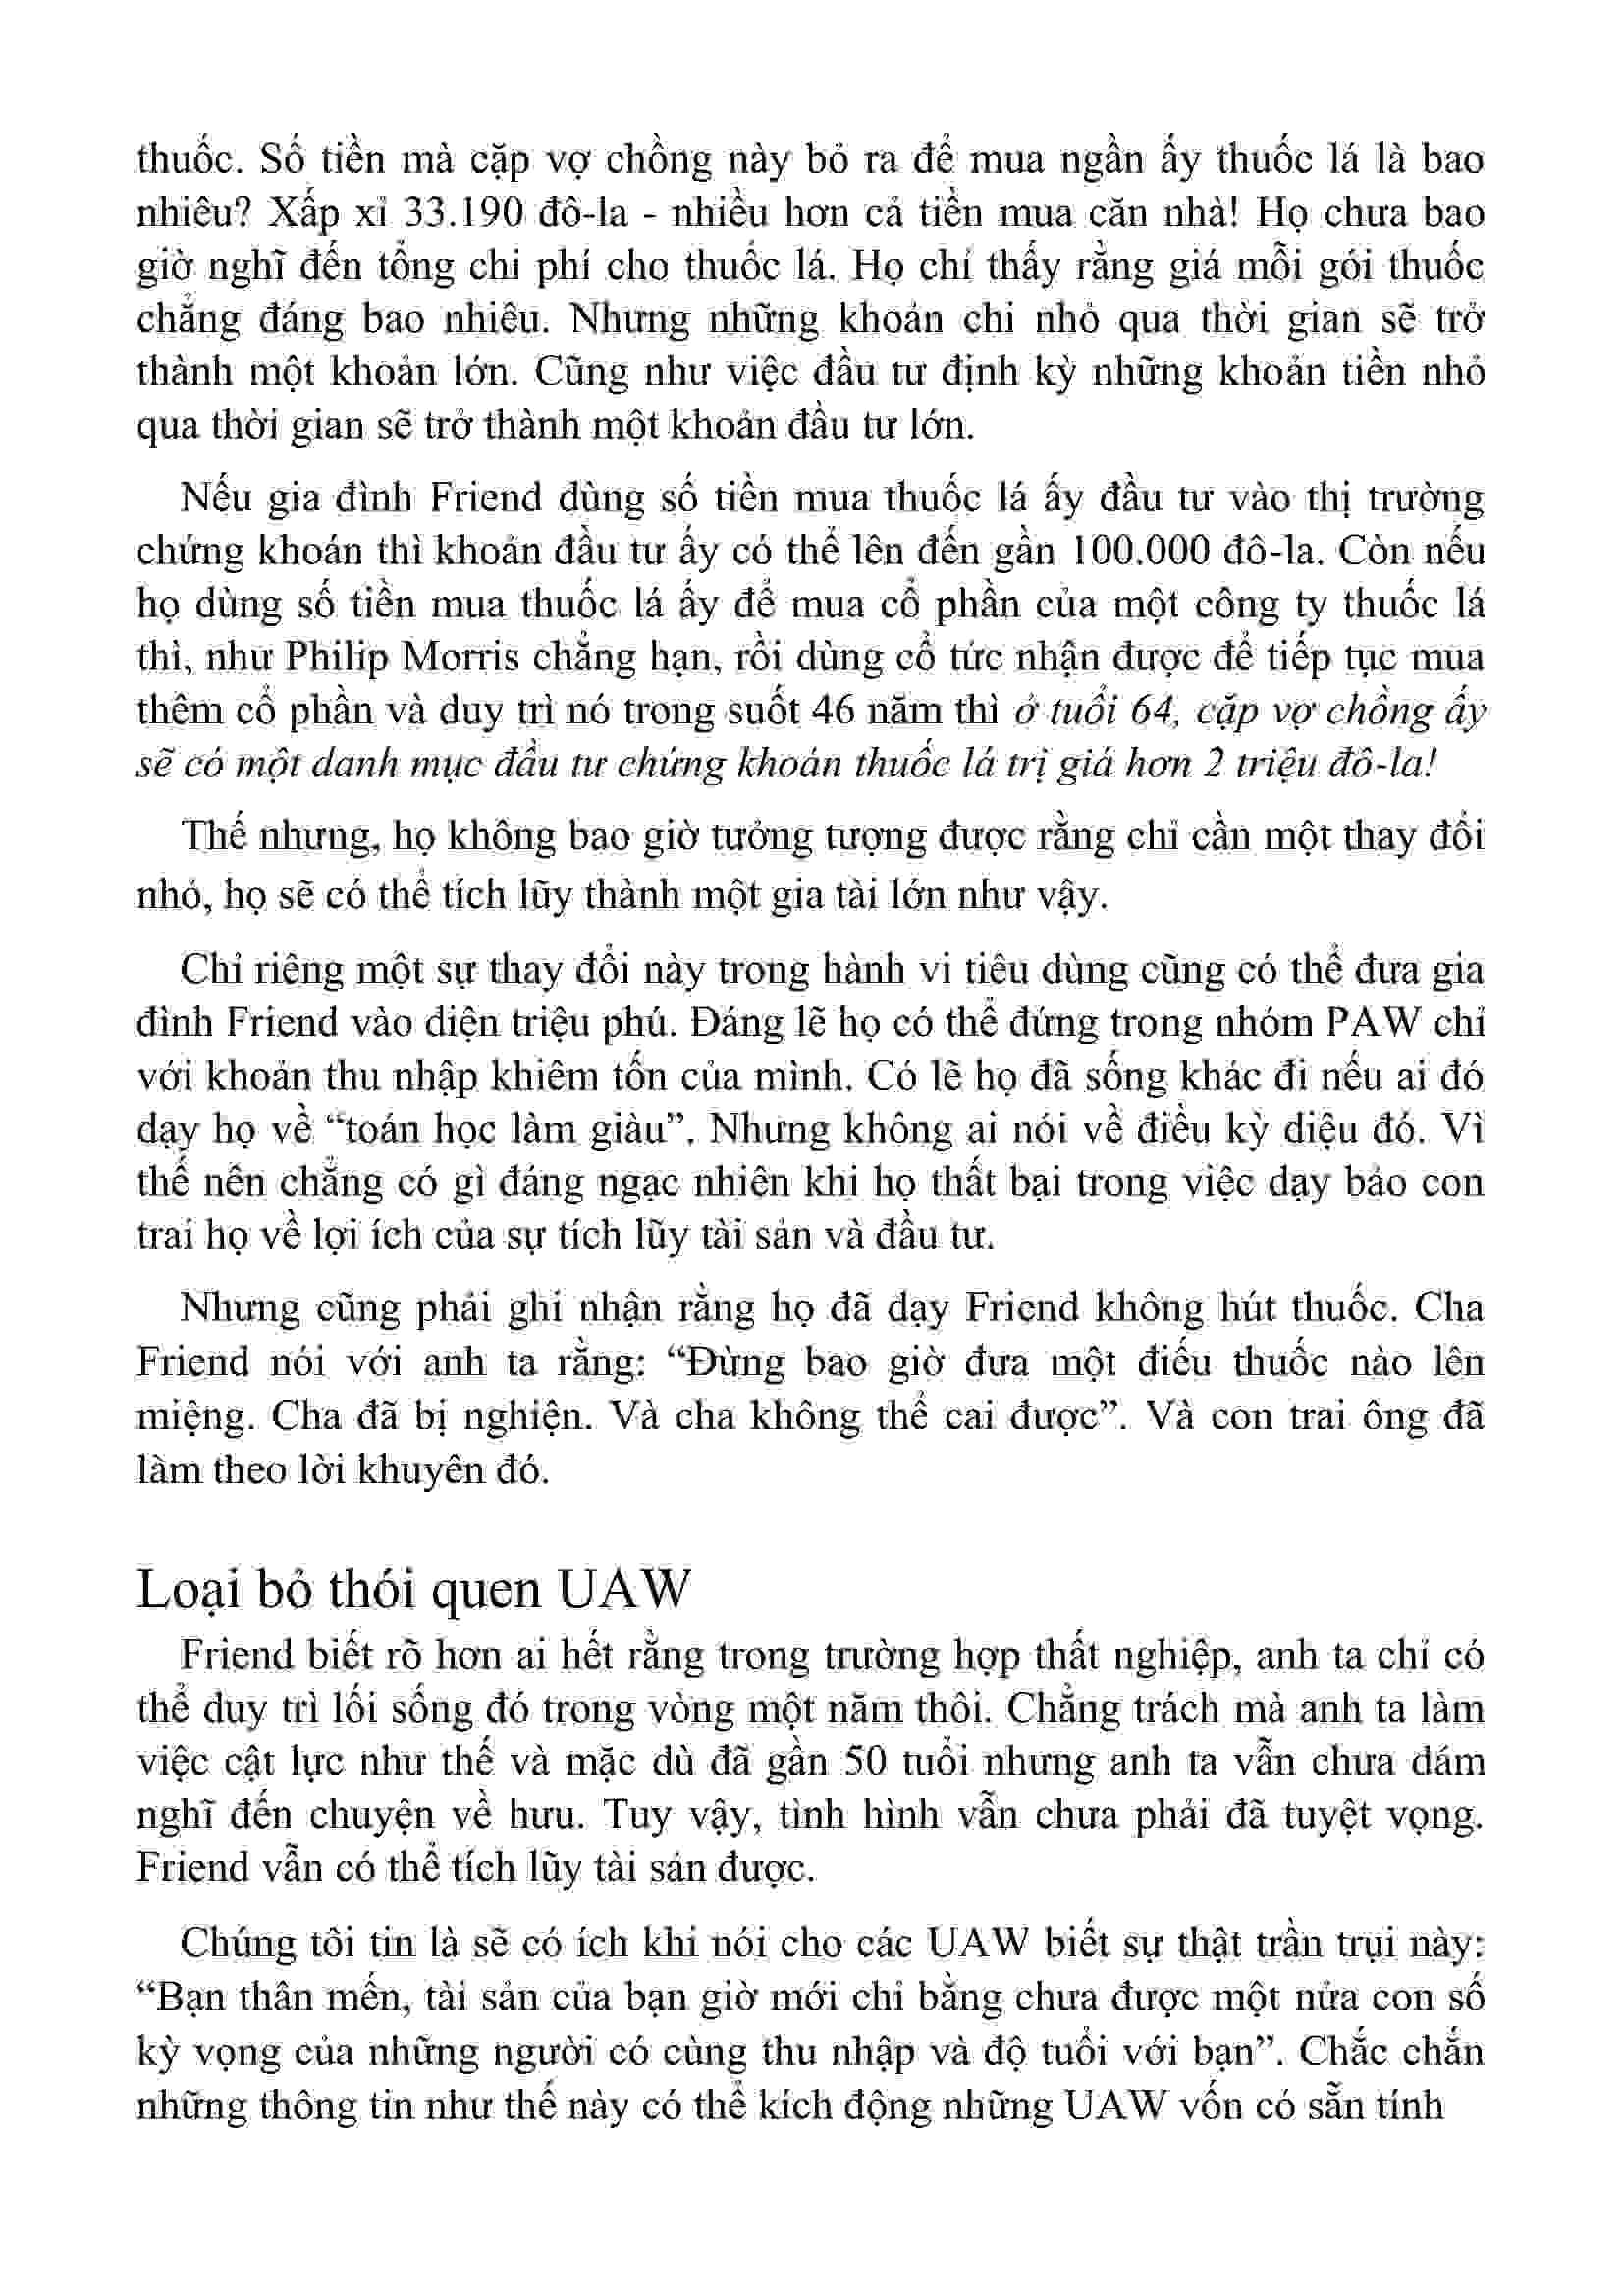 thuốc. Số tiền mà cặp vợ chồng này bỏ ra để mua ngần ấy thuốc lá là bao
nhiêu? Xấp xỉ 33.190 đô-la - nhiều hơn cả tiền mua căn nhà! Họ chưa bao
giờ nghĩ đến tổng chi phí cho thuốc lá. Họ chỉ thấy rằng giá mỗi gói thuốc
chẳng đáng bao nhiêu. Nhưng những khoản chi nhỏ qua thời gian sẽ trở
thành một khoản lớn. Cũng như việc đầu tư định kỳ những khoản tiền nhỏ
qua thời gian sẽ trở thành một khoản đầu tư lớn.
Nếu gia đình Friend dùng số tiền mua thuốc lá ấy đầu tư vào thị trường
chứng khoán thì khoản đầu tư ấy có thể lên đến gần 100.000 đô-la. Còn nếu
họ dùng số tiền mua thuốc lá ấy để mua cổ phần của một công ty thuốc lá
thì, như Philip Morris chẳng hạn, rồi dùng cổ tức nhận được để tiếp tục mua
thêm cổ phần và duy trì nó trong suốt 46 năm thì ở tuổi 64, cặp vợ chồng ấy
sẽ có một danh mục đầu tư chứng khoán thuốc lá trị giá hơn 2 triệu đô-la!
Thế nhưng, họ không bao giờ tưởng tượng được rằng chỉ cần một thay đổi
nhỏ, họ sẽ có thể tích lũy thành một gia tài lớn như vậy.
Chỉ riêng một sự thay đổi này trong hành vi tiêu dùng cũng có thể đưa gia
đình Friend vào diện triệu phú. Đáng lẽ họ có thể đứng trong nhóm PAW chỉ
với khoản thu nhập khiêm tốn của mình. Có lẽ họ đã sống khác đi nếu ai đó
dạy họ về “toán học làm giàu”. Nhưng không ai nói về điều kỳ diệu đó. Vì
thế nên chẳng có gì đáng ngạc nhiên khi họ thất bại trong việc dạy bảo con
trai họ về lợi ích của sự tích lũy tài sản và đầu tư.
Nhưng cũng phải ghi nhận rằng họ đã dạy Friend không hút thuốc. Cha
Friend nói với anh ta rằng: “Đừng bao giờ đưa một điếu thuốc nào lên
miệng. Cha đã bị nghiện. Và cha không thể cai được”. Và con trai ông đã
làm theo lời khuyên đó.
Loại bỏ thói quen UAW
Friend biết rõ hơn ai hết rằng trong trường hợp thất nghiệp, anh ta chỉ có
thể duy trì lối sống đó trong vòng một năm thôi. Chẳng trách mà anh ta làm
việc cật lực như thế và mặc dù đã gần 50 tuổi nhưng anh ta vẫn chưa dám
nghĩ đến chuyện về hưu. Tuy vậy, tình hình vẫn chưa phải đã tuyệt vọng.
Friend vẫn có thể tích lũy tài sản được.
Chúng tôi tin là sẽ có ích khi nói cho các UAW biết sự thật trần trụi này:
“Bạn thân mến, tài sản của bạn giờ mới chỉ bằng chưa được một nửa con số
kỳ vọng của những người có cùng thu nhập và độ tuổi với bạn”. Chắc chắn
những thông tin như thế này có thể kích động những UAW vốn có sẵn tính